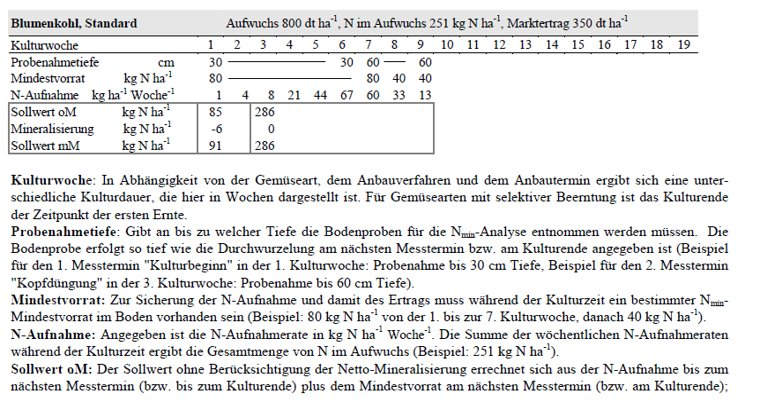 Blumenkohl, Standard Aufwuchs 800 dt ha⁻¹, N im Aufwuchs 251 kg N ha⁻¹, Marktertrag 350 dt ha⁻¹
Kulturwoche 1 2 3 4 5 6 7 8 9 10 11 12 13 14 15 16 17 18 19
Probenahmetiefe cm 30 30 60 60
Mindestvorrat kg N ha⁻¹ 80 80 40 40
N-Aufnahme kg ha⁻¹ Woche⁻¹ 1 4 8 21 44 67 60 33 13
Sollwert oM kg N ha⁻¹ 85 286
Mineralisierung kg N ha⁻¹ -6 0
Sollwert mM kg N ha⁻¹ 91 286
Kulturwoche: In Abhängigkeit von der Gemüseart, dem Anbauverfahren und dem Anbautermin ergibt sich eine unter-
schiedliche Kulturdauer, die hier in Wochen dargestellt ist. Für Gemüsearten mit selektiver Beerntung ist das Kulturende
der Zeitpunkt der ersten Ernte.
Probenahmetiefe: Gibt an bis zu welcher Tiefe die Bodenproben für die Nmin-Analyse entnommen werden müssen. Die
Bodenprobe erfolgt so tief wie die Durchwurzelung am nächsten Messtermin bzw. am Kulturende angegeben ist (Beispiel
für den 1. Messtermin "Kulturbeginn" in der 1. Kulturwoche: Probenahme bis 30 cm Tiefe, Beispiel für den 2. Messtermin
"Kopfdüngung" in der 3. Kulturwoche: Probenahme bis 60 cm Tiefe).
Mindestvorrat: Zur Sicherung der N-Aufnahme und damit des Ertrags muss während der Kulturzeit ein bestimmter Nmin-
Mindestvorrat im Boden vorhanden sein (Beispiel: 80 kg N ha⁻¹ von der 1. bis zur 7. Kulturwoche, danach 40 kg N ha⁻¹).
N-Aufnahme: Angegeben ist die N-Aufnahmerate in kg N ha⁻¹ Woche⁻¹. Die Summe der wöchentlichen N-Aufnahmeraten
während der Kulturzeit ergibt die Gesamtmenge von N im Aufwuchs (Beispiel: 251 kg N ha⁻¹).
Sollwert oM: Der Sollwert ohne Berücksichtigung der Netto-Mineralisierung errechnet sich aus der N-Aufnahme bis zum
nächsten Messtermin (bzw. bis zum Kulturende) plus dem Mindestvorrat am nächsten Messtermin (bzw. am Kulturende);